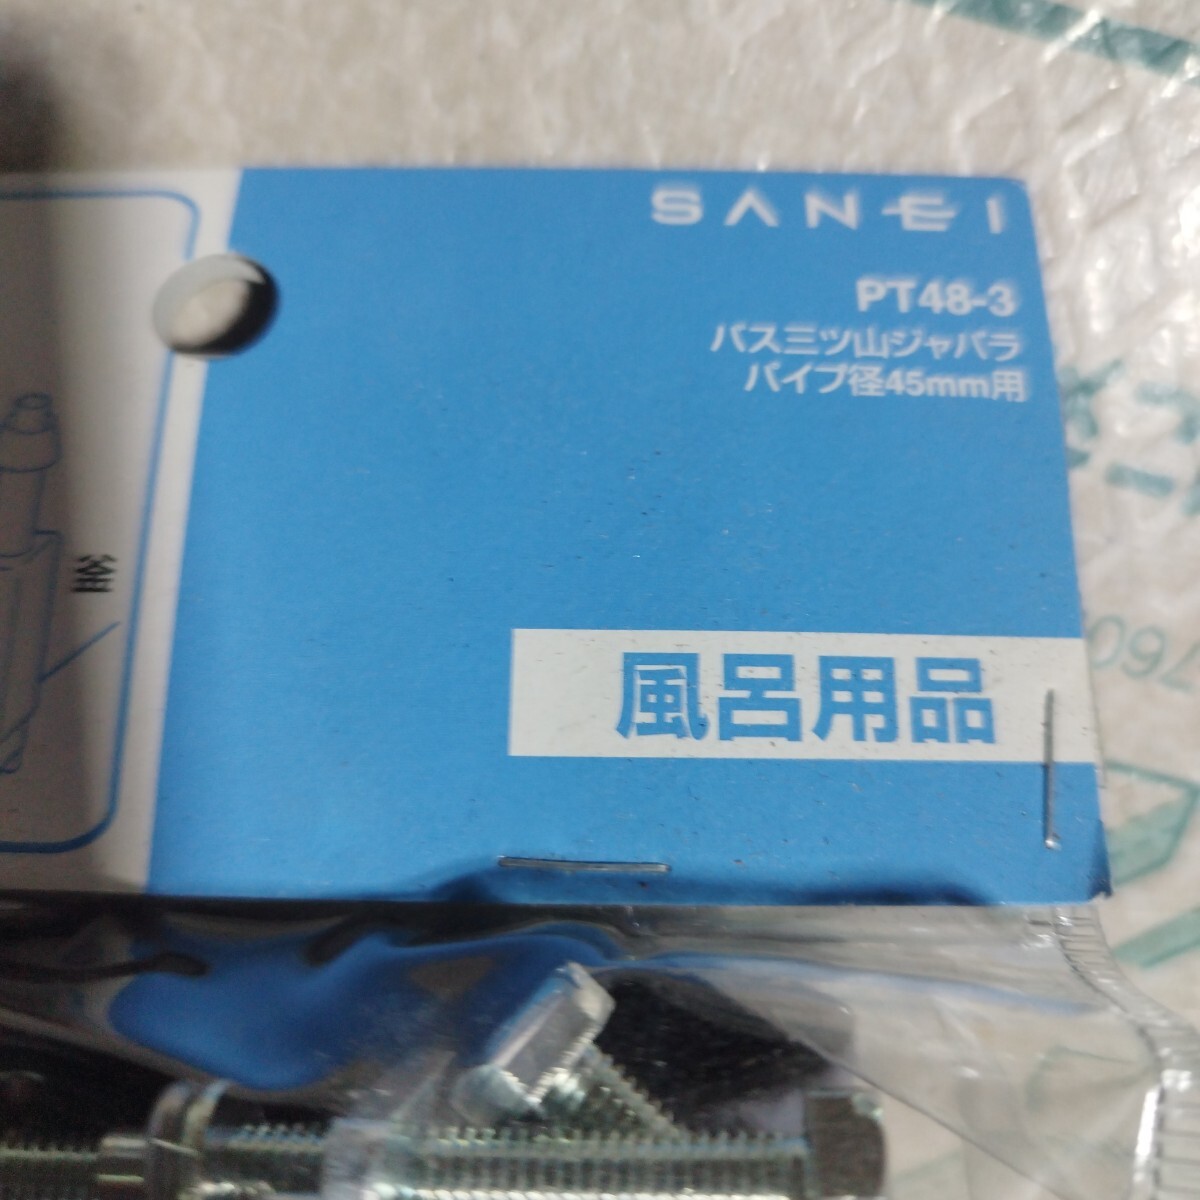 SANEI
PT48-3
バス三ツ山ジャバラ
パイプ径45mm用
釜
風呂用品